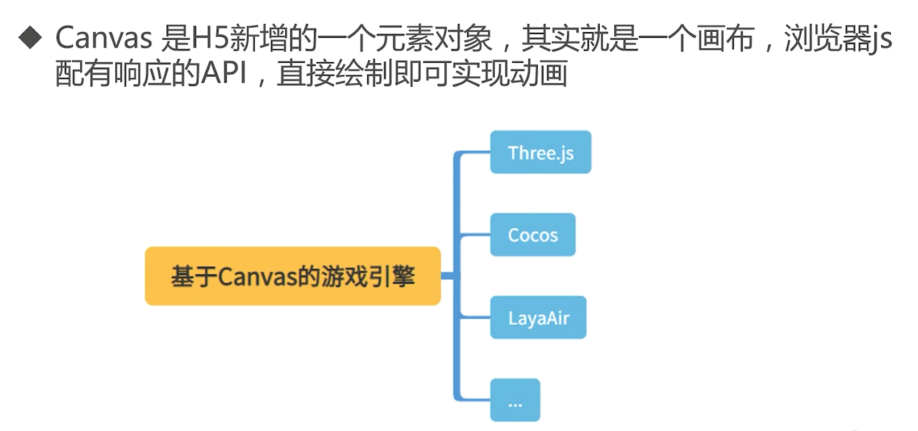 ◆ Canvas 是H5新增的一个元素对象，其实就是一个画布，浏览器js
配有响应的API，直接绘制即可实现动画
Three.js
Cocos
基于Canvas的游戏引擎
LayaAir
...